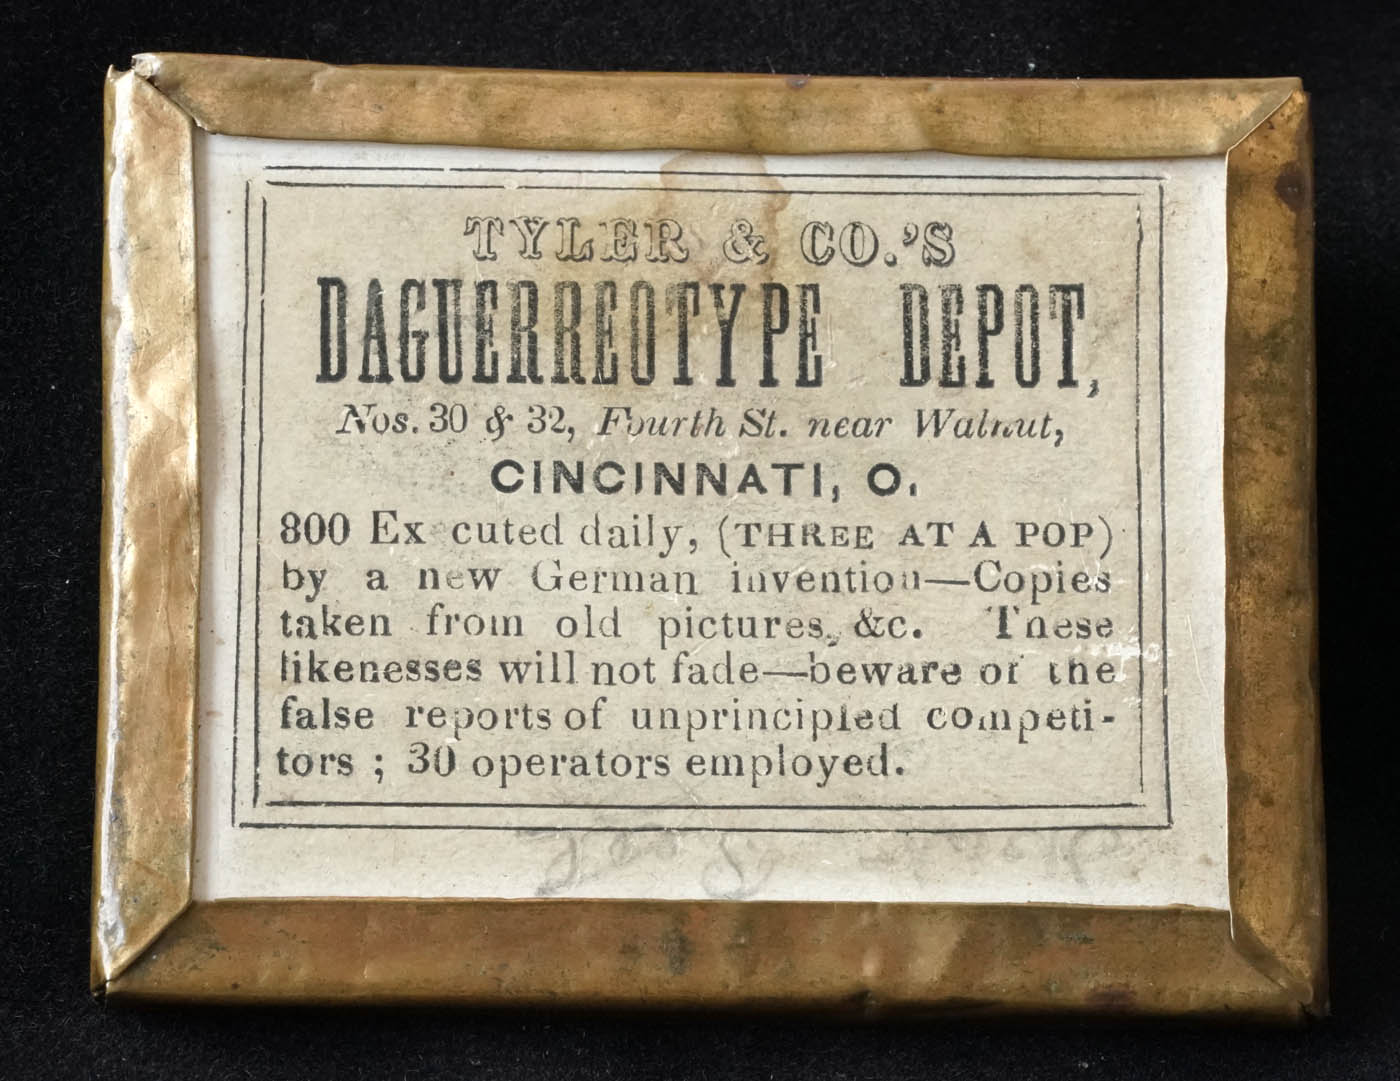 TYLER & CO.'S
DAGUERREOTYPE DEPOT,
Nos. 30 & 32, Fourth St. near Walnut,
CINCINNATI, O.
800 Ex cuted daily, (THREE AT A POP)
by a new German invention—Copies
taken from old pictures, &c. These
likenesses will not fade—beware of the
false reports of unprincipled competi-
tors ; 30 operators employed.